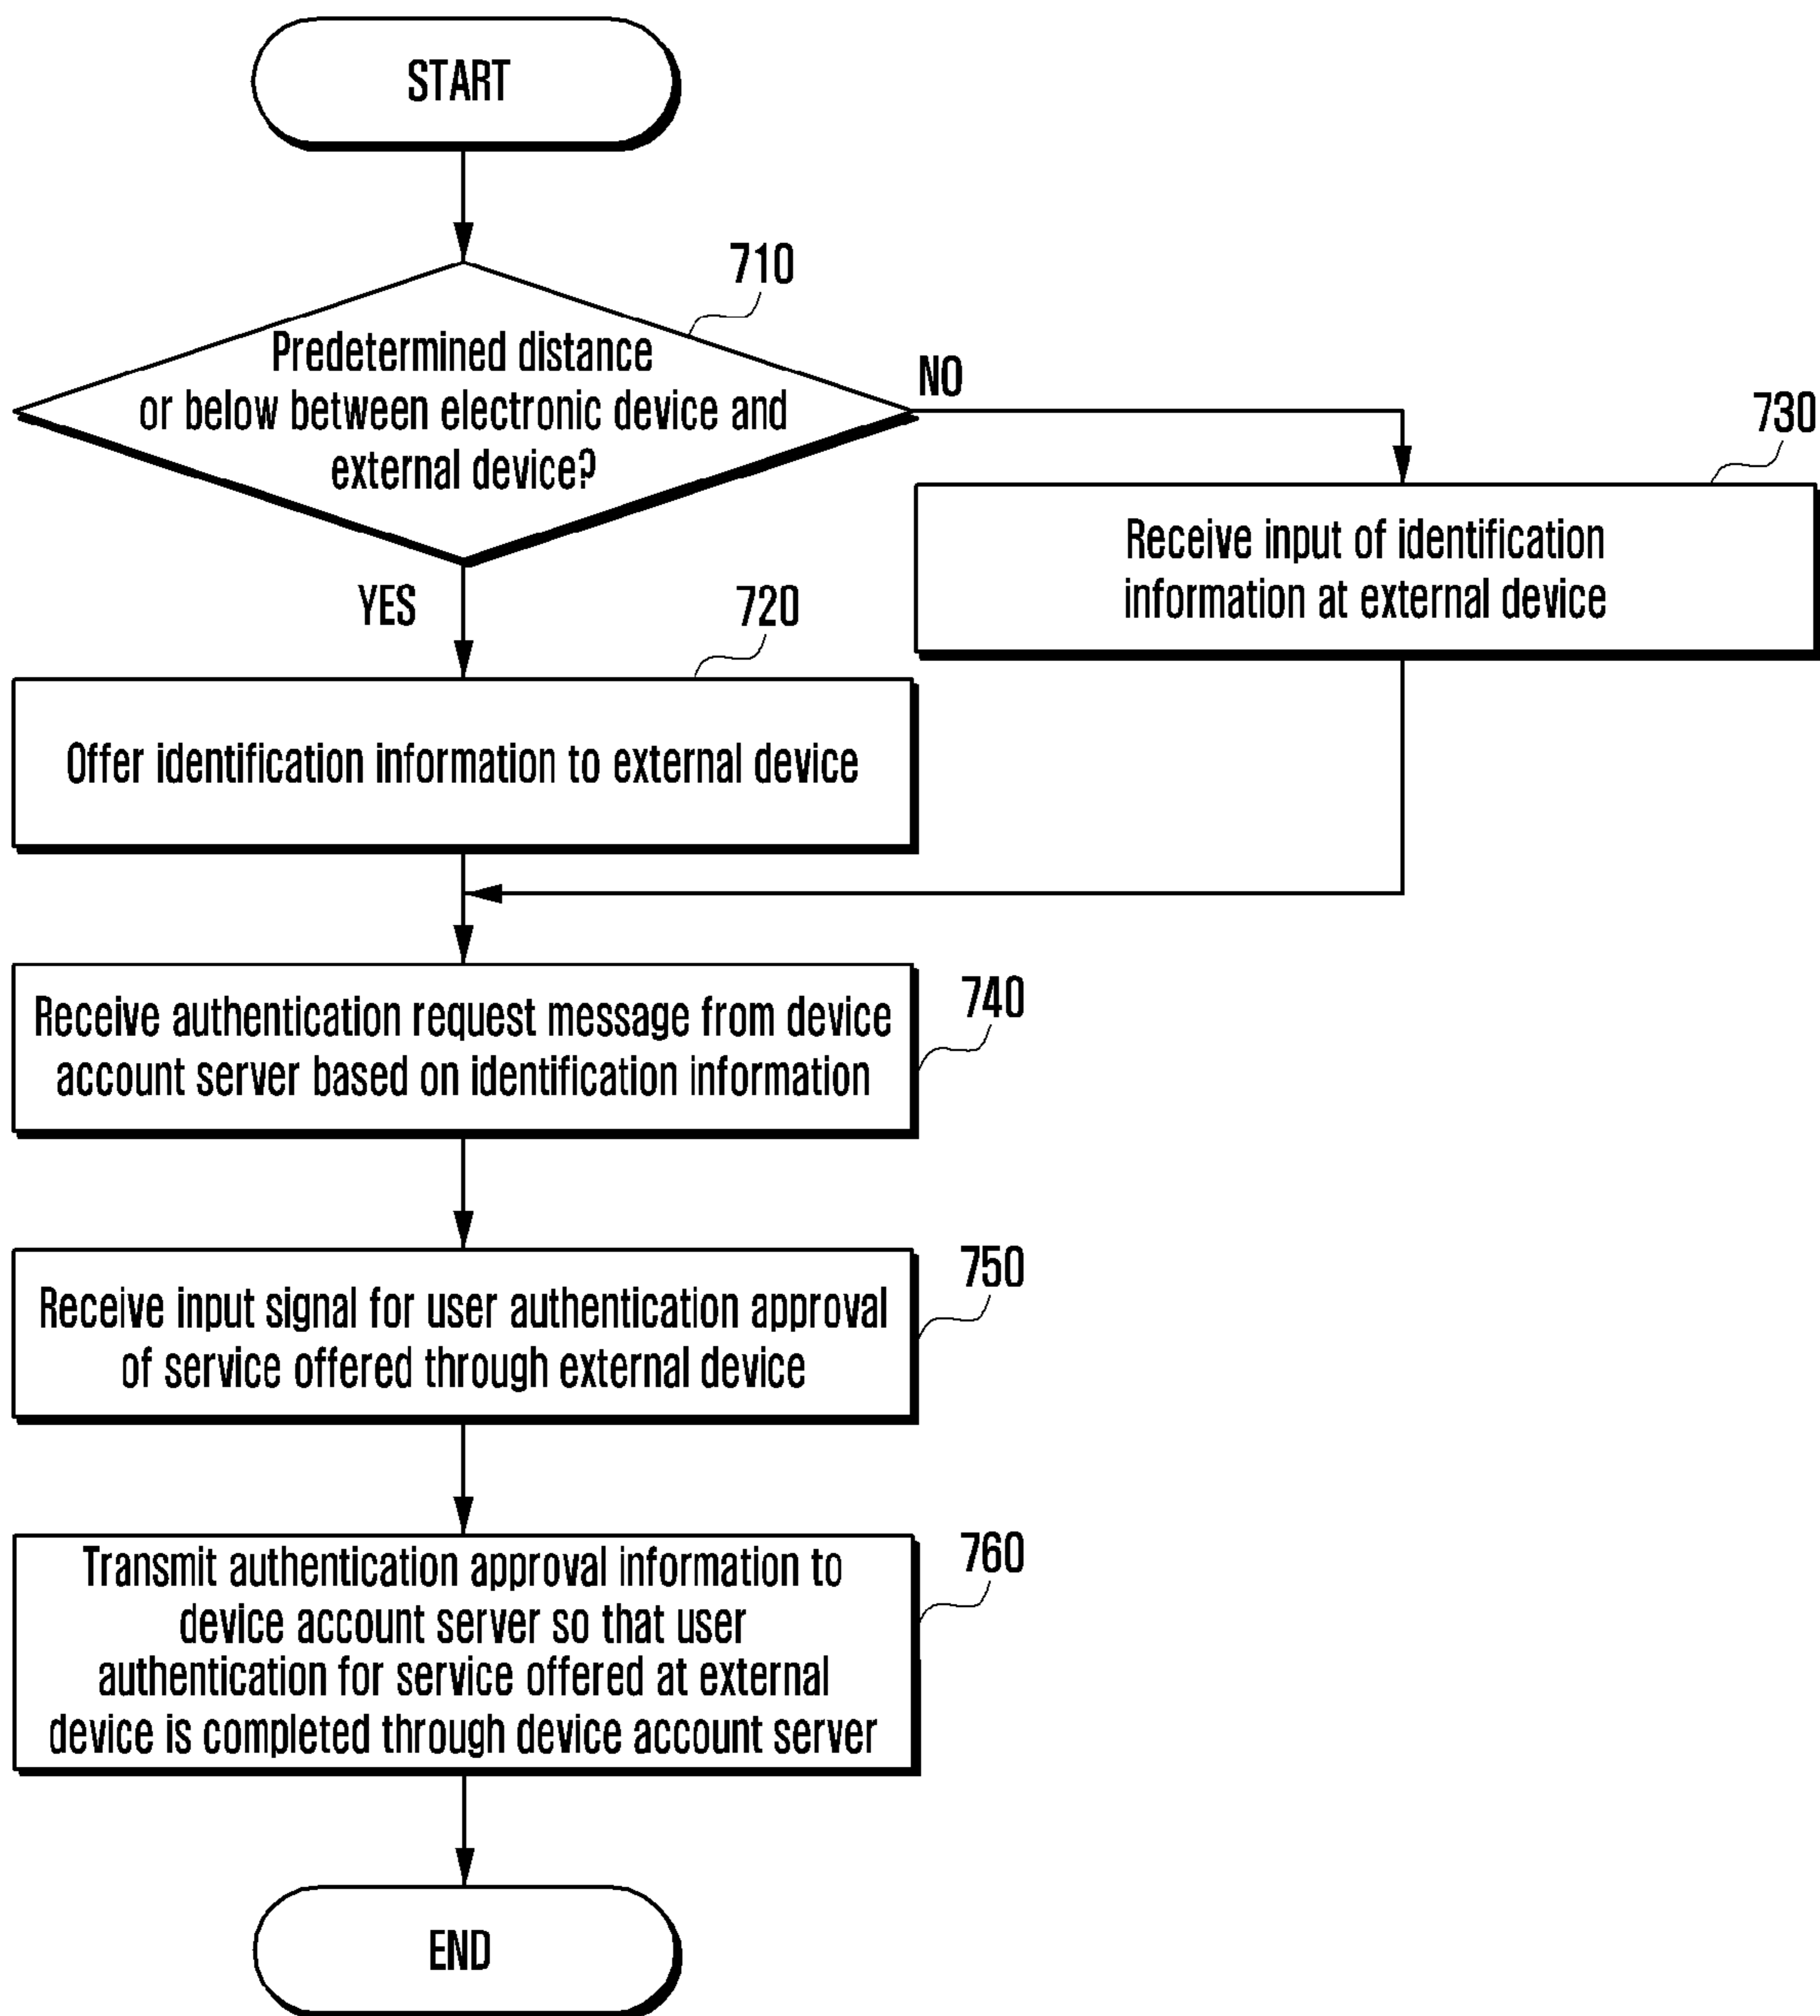 START
710
Predetermined distance
or below between electronic device and
external device?
NO
730
Receive input of identification
information at external device
YES
720
Offer identification information to external device
Receive authentication request message from device
account server based on identification information
740
Receive input signal for user authentication approval
of service offered through external device
750
Transmit authentication approval information to
device account server so that user
authentication for service offered at external
device is completed through device account server
760
END